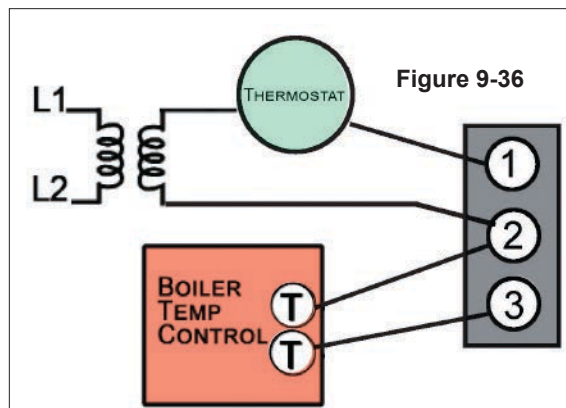 Figure 9-36
THERMOSTAT
L1
L2
1
2
3
BOILER
TEMP
CONTROL
T
T